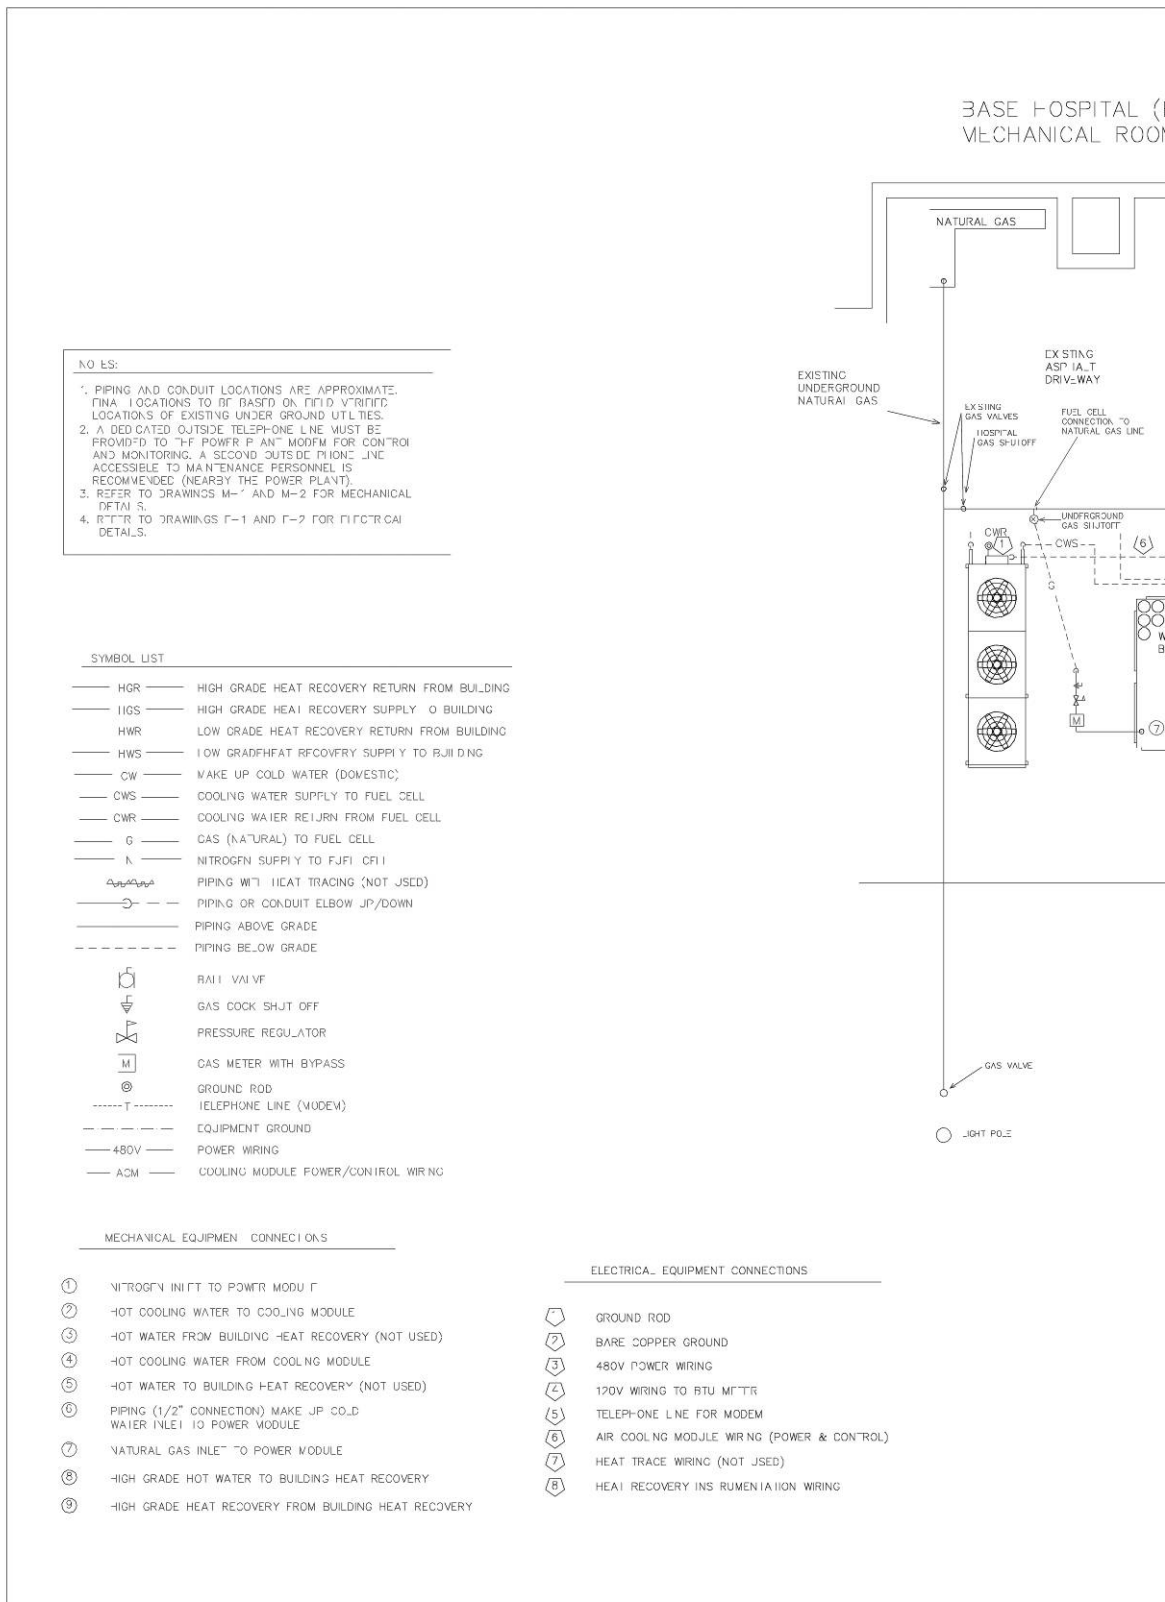 BASE HOSPITAL (
MECHANICAL ROOM
NATURAL GAS
EXISTING
ASPHALT
DRIVEWAY
EXISTING
UNDERGROUND
NATURAL GAS
EXISTING
GAS VALVES
HOSPITAL
GAS SHUTOFF
FUEL CELL
CONNECTION TO
NATURAL GAS LINE
UNDERGROUND
GAS SHUTOFF
CWR
1
CWS
6
W
B
M
7
GAS VALVE
LIGHT POLE
NOTES:
1. PIPING AND CONDUIT LOCATIONS ARE APPROXIMATE.
FINAL LOCATIONS TO BE BASED ON FIELD VERIFIED
LOCATIONS OF EXISTING UNDER GROUND UTILITIES.
2. A DEDICATED OUTSIDE TELEPHONE LINE MUST BE
PROVIDED TO THE POWER PLANT MODEM FOR CONTROL
AND MONITORING. A SECOND OUTSIDE PHONE LINE
ACCESSIBLE TO MAINTENANCE PERSONNEL IS
RECOMMENDED (NEARBY THE POWER PLANT).
3. REFER TO DRAWINGS M-1 AND M-2 FOR MECHANICAL
DETAILS.
4. REFER TO DRAWINGS E-1 AND E-2 FOR ELECTRICAL
DETAILS.
SYMBOL LIST
HGR HIGH GRADE HEAT RECOVERY RETURN FROM BUILDING
HGS HIGH GRADE HEAT RECOVERY SUPPLY TO BUILDING
HWR LOW GRADE HEAT RECOVERY RETURN FROM BUILDING
HWS LOW GRADEHEAT RECOVERY SUPPLY TO BUILDING
CW MAKE UP COLD WATER (DOMESTIC)
CWS COOLING WATER SUPPLY TO FUEL CELL
CWR COOLING WATER RETURN FROM FUEL CELL
G GAS (NATURAL) TO FUEL CELL
N NITROGEN SUPPLY TO FUEL CELL
PIPING WITH HEAT TRACING (NOT USED)
PIPING OR CONDUIT ELBOW UP/DOWN
PIPING ABOVE GRADE
PIPING BELOW GRADE
BALL VALVE
GAS COCK SHUT OFF
PRESSURE REGULATOR
M GAS METER WITH BYPASS
GROUND ROD
T TELEPHONE LINE (MODEM)
EQUIPMENT GROUND
480V POWER WIRING
ACM COOLING MODULE POWER/CONTROL WIRING
MECHANICAL EQUIPMENT CONNECTIONS
1 NITROGEN INLET TO POWER MODULE
2 HOT COOLING WATER TO COOLING MODULE
3 HOT WATER FROM BUILDING HEAT RECOVERY (NOT USED)
4 HOT COOLING WATER FROM COOLING MODULE
5 HOT WATER TO BUILDING HEAT RECOVERY (NOT USED)
6 PIPING (1/2" CONNECTION) MAKE UP COLD
WATER INLET TO POWER MODULE
7 NATURAL GAS INLET TO POWER MODULE
8 HIGH GRADE HOT WATER TO BUILDING HEAT RECOVERY
9 HIGH GRADE HEAT RECOVERY FROM BUILDING HEAT RECOVERY
ELECTRICAL EQUIPMENT CONNECTIONS
1 GROUND ROD
2 BARE COPPER GROUND
3 480V POWER WIRING
4 120V WIRING TO BTU METER
5 TELEPHONE LINE FOR MODEM
6 AIR COOLING MODULE WIRING (POWER & CONTROL)
7 HEAT TRACE WIRING (NOT USED)
8 HEAT RECOVERY INSTRUMENTATION WIRING